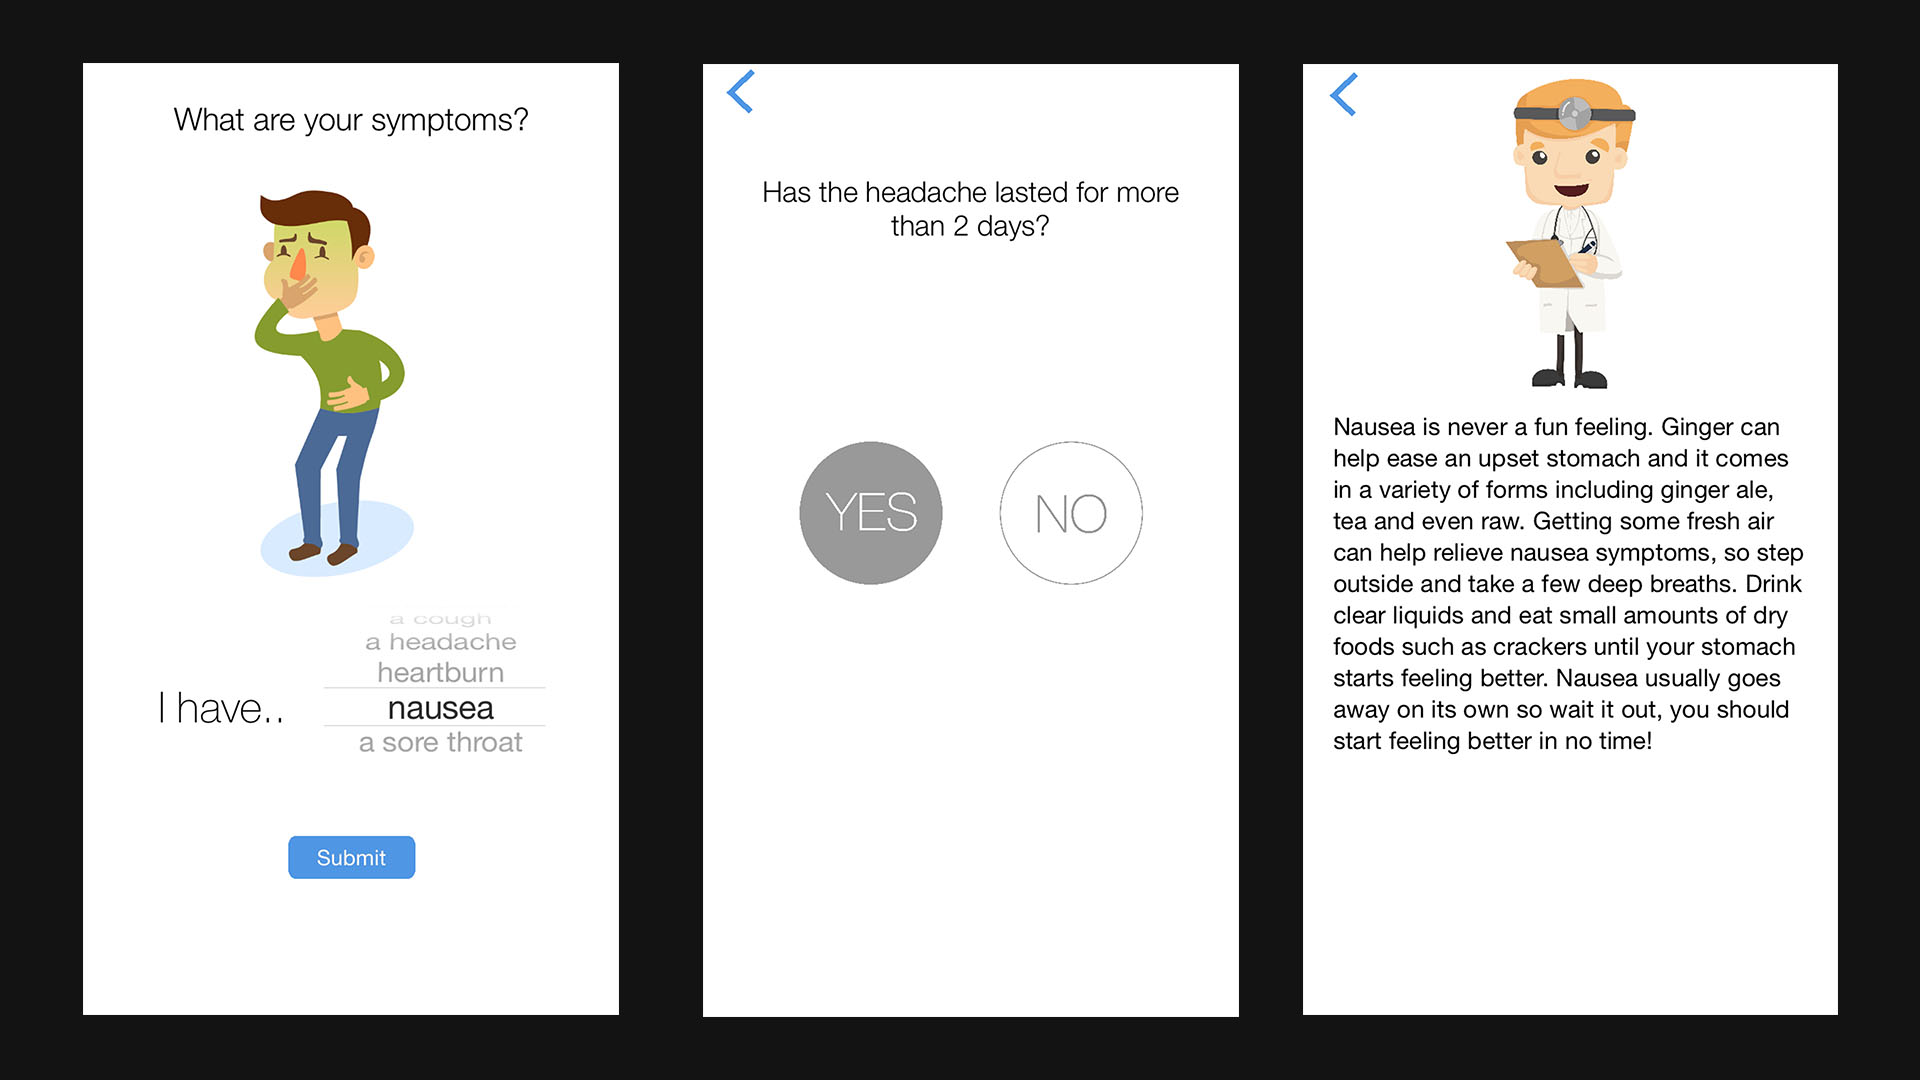 What are your symptoms?
a cough
a headache
heartburn
I have.. nausea
a sore throat
Submit
Has the headache lasted for more
than 2 days?
YES NO
Nausea is never a fun feeling. Ginger can
help ease an upset stomach and it comes
in a variety of forms including ginger ale,
tea and even raw. Getting some fresh air
can help relieve nausea symptoms, so step
outside and take a few deep breaths. Drink
clear liquids and eat small amounts of dry
foods such as crackers until your stomach
starts feeling better. Nausea usually goes
away on its own so wait it out, you should
start feeling better in no time!